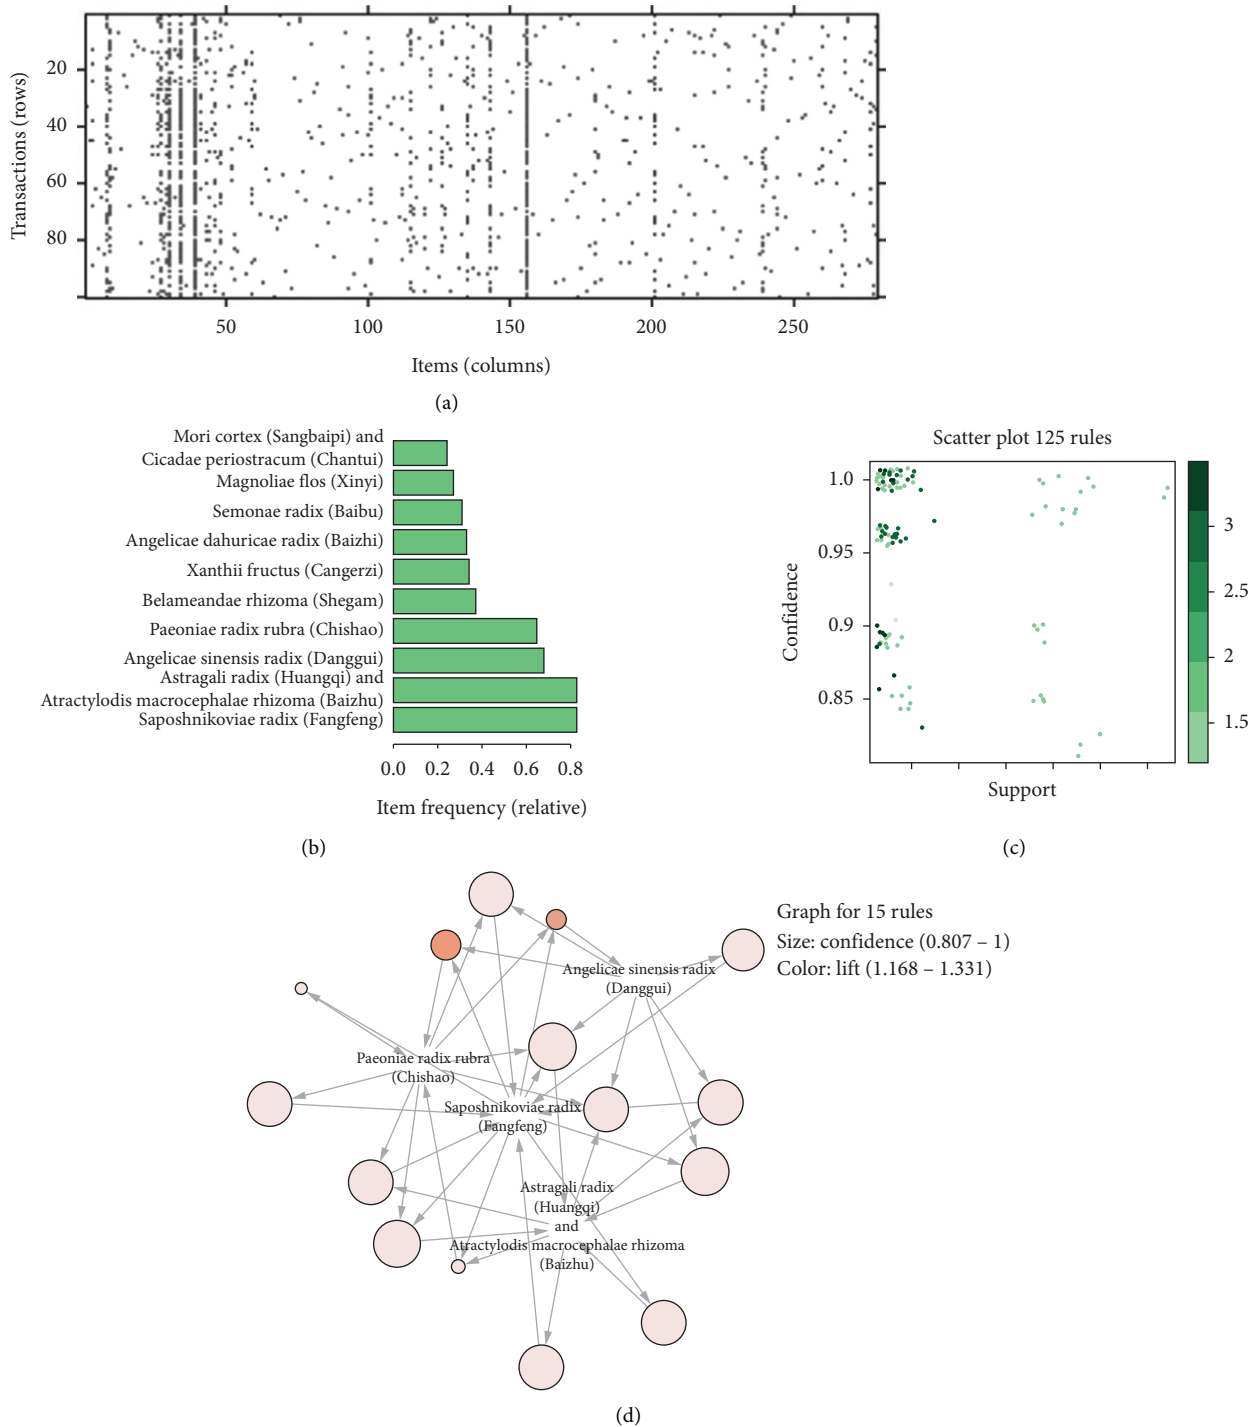 20
40
60
80
Transactions (rows)
50
100
150
200
250
Items (columns)
(a)
Mori cortex (Sangbaipi) and
Cicadae periostracum (Chantui)
Magnoliae flos (Xinyi)
Semonae radix (Baibu)
Angelicae dahuricae radix (Baizhi)
Xanthii fructus (Cangerzi)
Belameandae rhizoma (Shegam)
Paeoniae radix rubra (Chishao)
Angelicae sinensis radix (Danggui)
Astragali radix (Huangqi) and
Atractylodis macrocephalae rhizoma (Baizhu)
Saposhnikoviae radix (Fangfeng)
0.0
0.2
0.4
0.6
0.8
Item frequency (relative)
(b)
Scatter plot 125 rules
1.0
0.95
0.9
0.85
Confidence
Support
3
2.5
2
1.5
(c)
Graph for 15 rules
Size: confidence (0.807 – 1)
Color: lift (1.168 – 1.331)
Angelicae sinensis radix
(Danggui)
Paeoniae radix rubra
(Chishao)
Saposhnikoviae radix
(Fangfeng)
Astragali radix
(Huangqi)
and
Atractylodis macrocephalae rhizoma
(Baizhu)
(d)